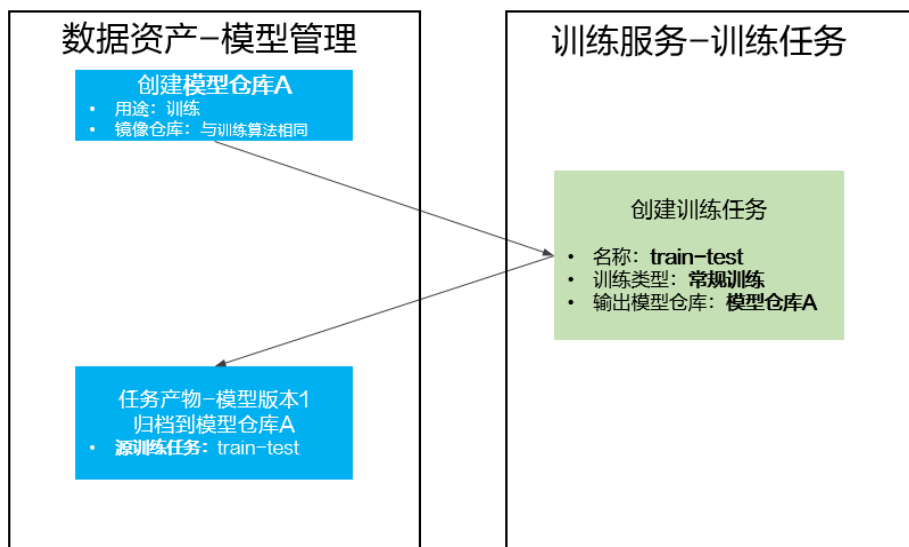 数据资产-模型管理
创建模型仓库A
• 用途：训练
• 镜像仓库：与训练算法相同
任务产物-模型版本1
归档到模型仓库A
• 源训练任务：train-test
训练服务-训练任务
创建训练任务
• 名称：train-test
• 训练类型：常规训练
• 输出模型仓库：模型仓库A